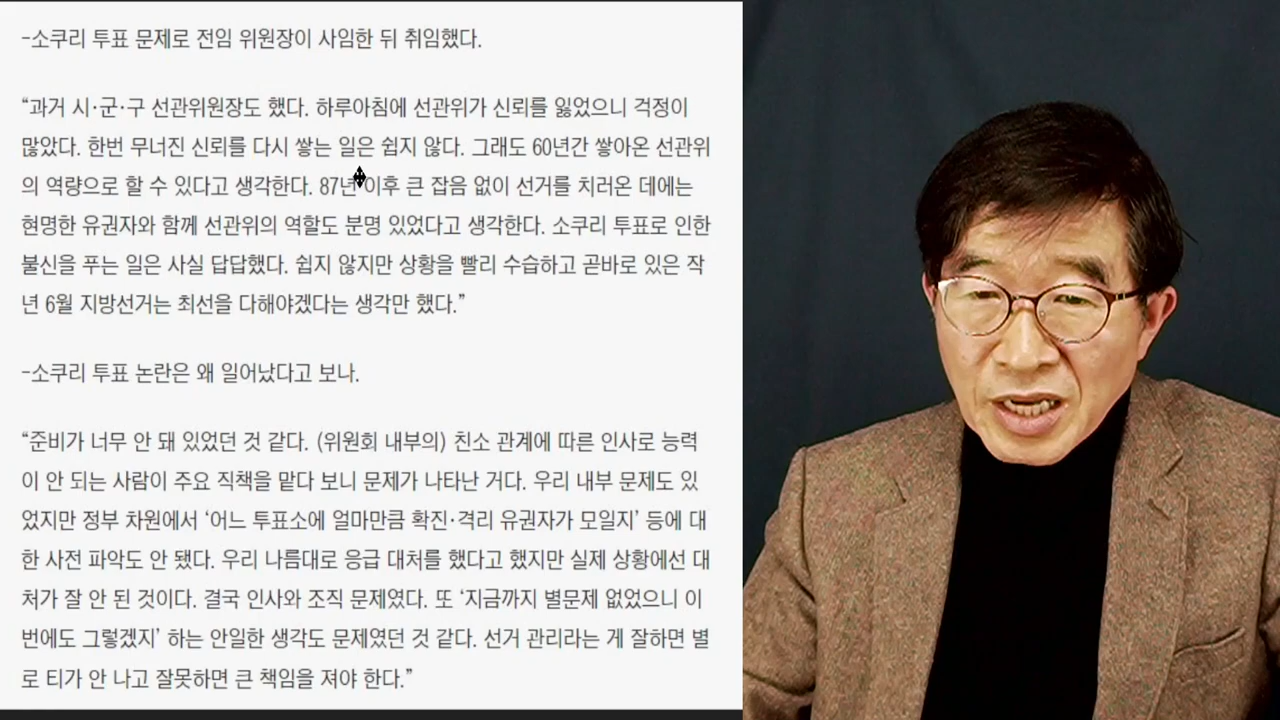 -소쿠리 투표 문제로 전임 위원장이 사임한 뒤 취임했다.
“과거 시·군·구 선관위원장도 했다. 하루아침에 선관위가 신뢰를 잃었으니 걱정이
많았다. 한번 무너진 신뢰를 다시 쌓는 일은 쉽지 않다. 그래도 60년간 쌓아온 선관위
의 역량으로 할 수 있다고 생각한다. 87년 이후 큰 잡음 없이 선거를 치러온 데에는
현명한 유권자와 함께 선관위의 역할도 분명 있었다고 생각한다. 소쿠리 투표로 인한
불신을 푸는 일은 사실 답답했다. 쉽지 않지만 상황을 빨리 수습하고 곧바로 있은 작
년 6월 지방선거는 최선을 다해야겠다는 생각만 했다.”
-소쿠리 투표 논란은 왜 일어났다고 보나.
“준비가 너무 안 돼 있었던 것 같다. (위원회 내부의) 친소 관계에 따른 인사로 능력
이 안 되는 사람이 주요 직책을 맡다 보니 문제가 나타난 거다. 우리 내부 문제도 있
었지만 정부 차원에서 ‘어느 투표소에 얼마만큼 확진·격리 유권자가 모일지’ 등에 대
한 사전 파악도 안 됐다. 우리 나름대로 응급 대처를 했다고 했지만 실제 상황에선 대
처가 잘 안 된 것이다. 결국 인사와 조직 문제였다. 또 ‘지금까지 별문제 없었으니 이
번에도 그렇겠지’ 하는 안일한 생각도 문제였던 것 같다. 선거 관리라는 게 잘하면 별
로 티가 안 나고 잘못하면 큰 책임을 져야 한다.”